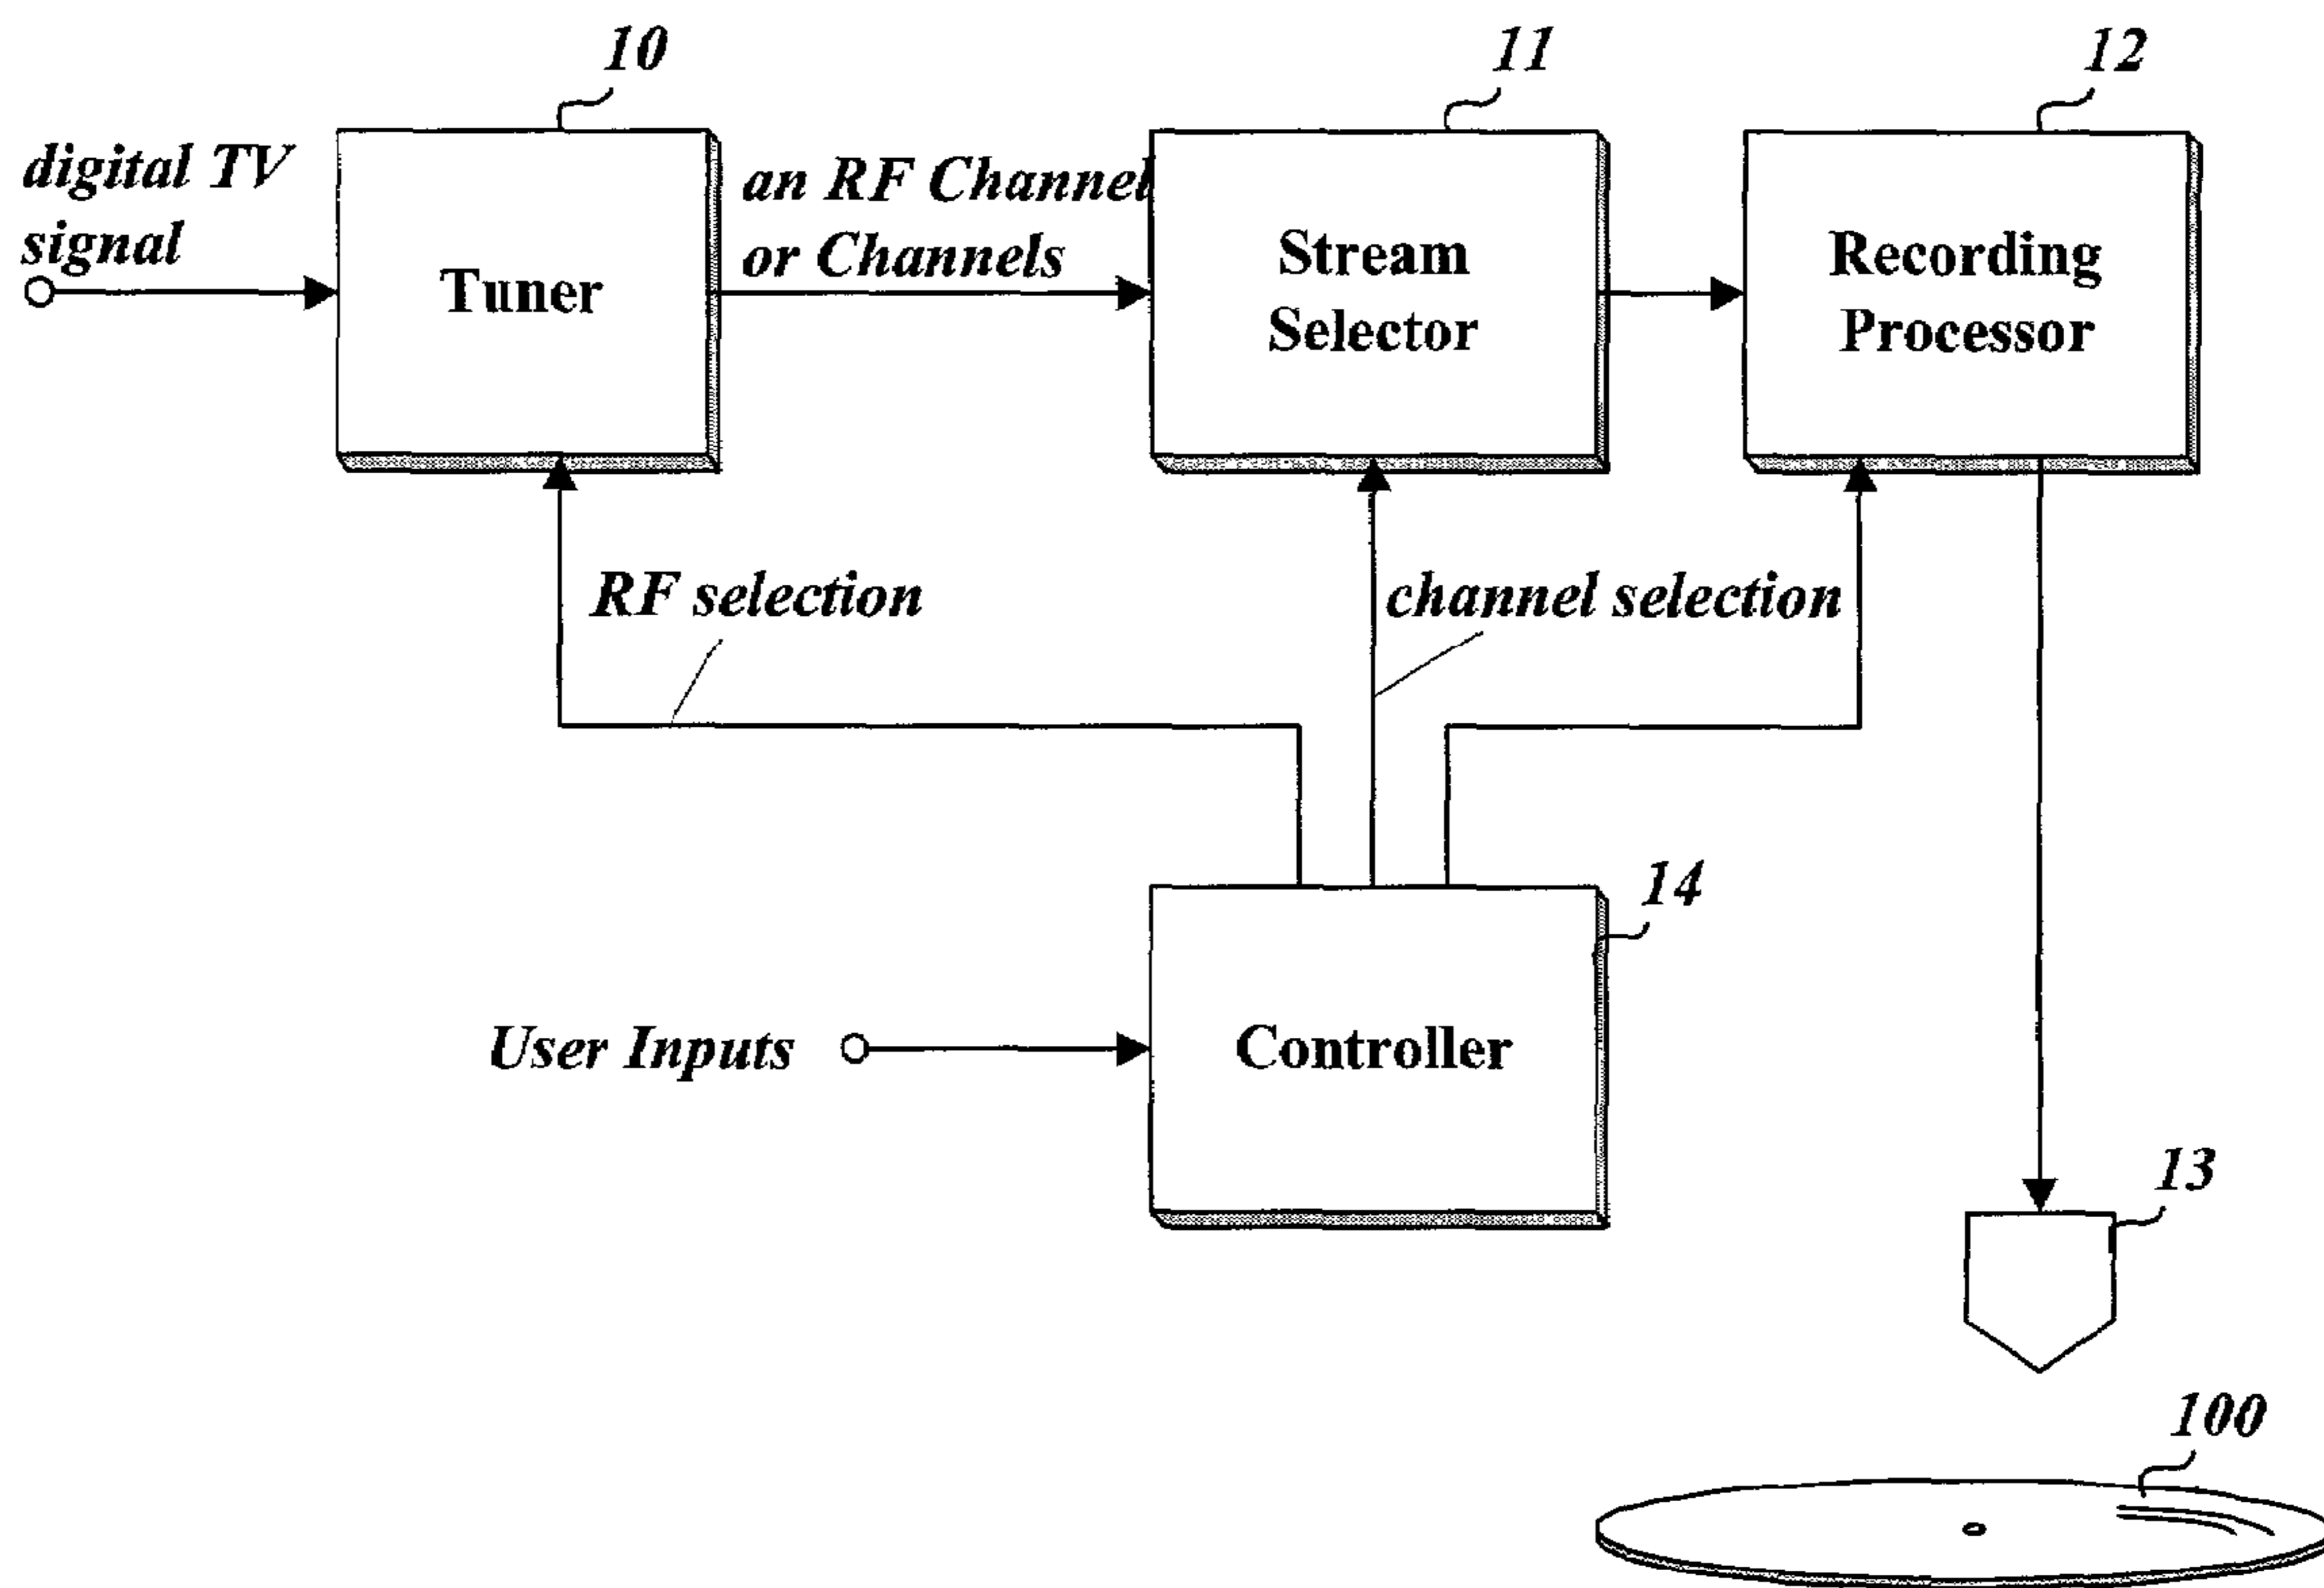 10
11
12
digital TV
signal
Tuner
an RF Channel
or Channels
Stream
Selector
Recording
Processor
RF selection
channel selection
14
User Inputs
Controller
13
100